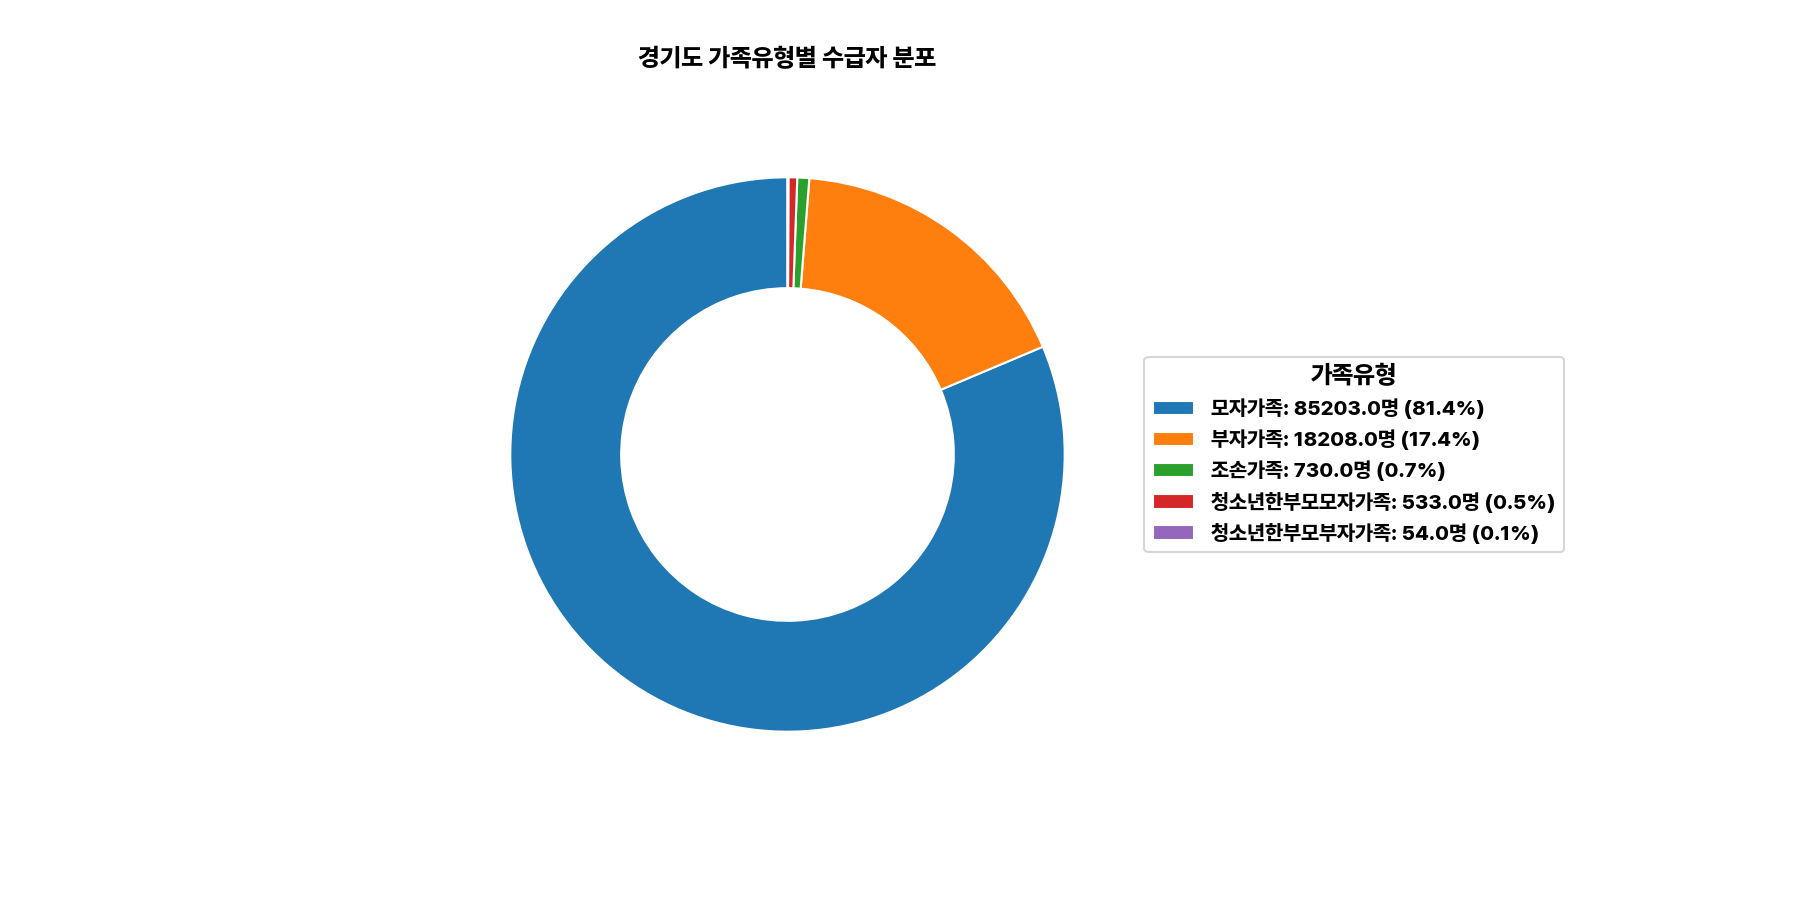 경기도 가족유형별 수급자 분포
가족유형
모자가족: 85203.0명 (81.4%)
부자가족: 18208.0명 (17.4%)
조손가족: 730.0명 (0.7%)
청소년한부모모자가족: 533.0명 (0.5%)
청소년한부모부자가족: 54.0명 (0.1%)